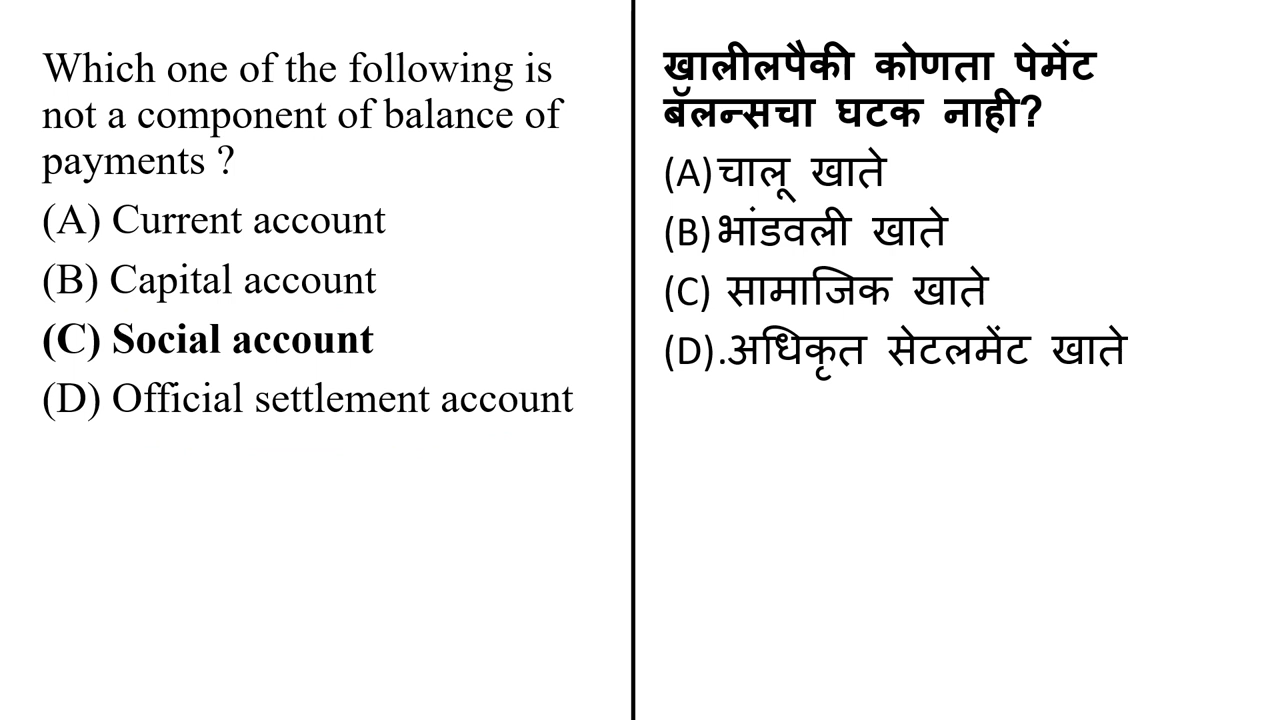 Which one of the following is
not a component of balance of
payments ?
(A) Current account
(B) Capital account
(C) Social account
(D) Official settlement account
खालीलपैकी कोणता पेमेंट
बॅलन्सचा घटक नाही?
(A) चालू खाते
(B) भांडवली खाते
(C) सामाजिक खाते
(D).अधिकृत सेटलमेंट खाते